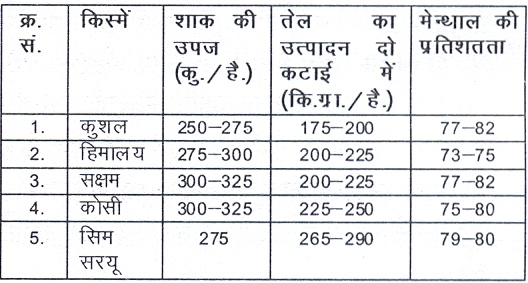 क्र. सं. | किस्में | शाक की उपज (कु./है.) | तेल का उत्पादन दो कटाई में (कि.ग्रा./है.) | मेन्थाल की प्रतिशतता
1. | कुशल | 250–275 | 175–200 | 77–82
2. | हिमालय | 275–300 | 200–225 | 73–75
3. | सक्षम | 300–325 | 200–225 | 77–82
4. | कोसी | 300–325 | 225–250 | 75–80
5. | सिम सरयू | 275 | 265–290 | 79–80